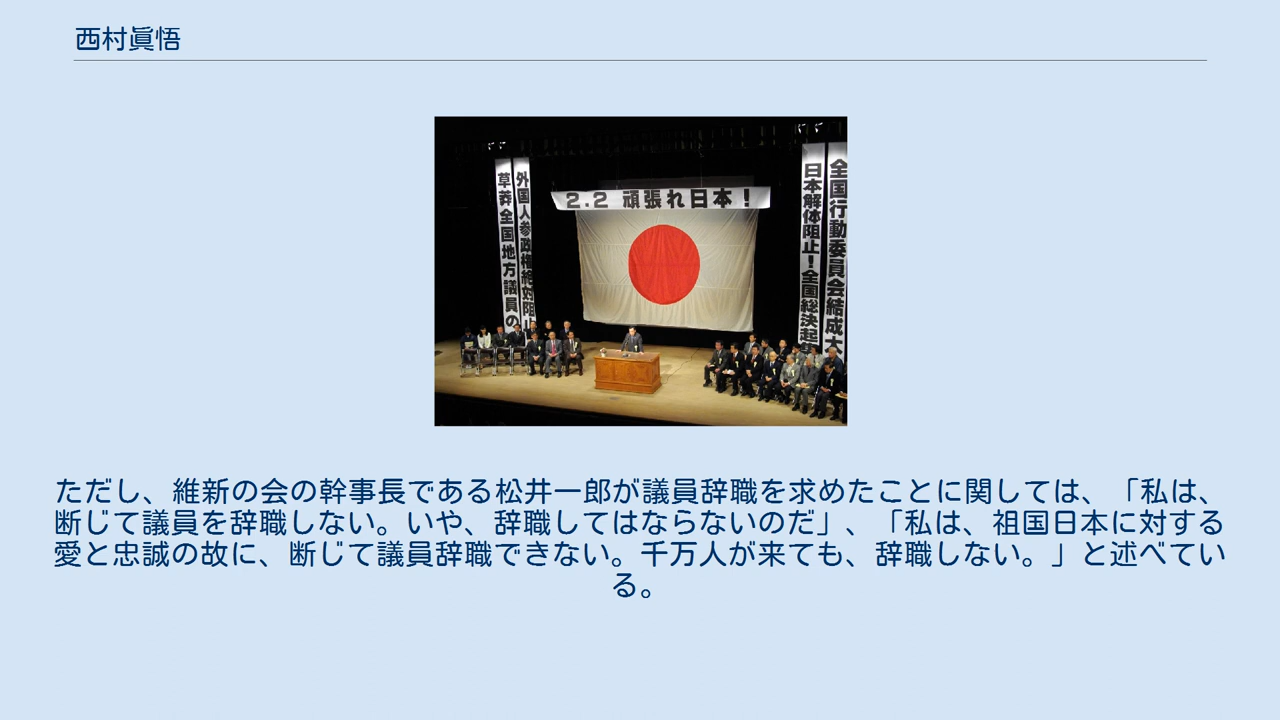 西村眞悟
2.2 頑張れ日本！
全国行動委員会結成大
日本解体阻止！全国総決起
外国人参政権絶対阻止
草莽全国地方議員の
ただし、維新の会の幹事長である松井一郎が議員辞職を求めたことに関しては、「私は、
断じて議員を辞職しない。いや、辞職してはならないのだ」、「私は、祖国日本に対する
愛と忠誠の故に、断じて議員辞職できない。千万人が来ても、辞職しない。」と述べてい
る。